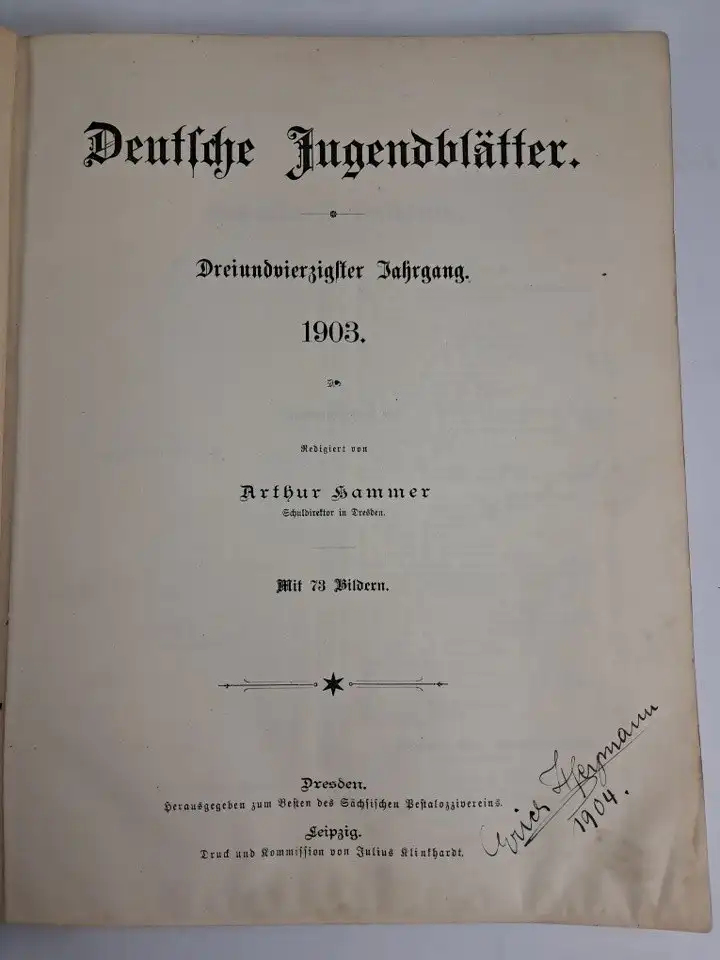 Deutsche Jugendblätter.
Dreiundvierzigster Jahrgang.
1903.
Redigiert von
Arthur Hammer
Schuldirektor in Dresden.
Mit 73 Bildern.
Dresden.
Herausgegeben zum Besten des Sächsischen Pestalozzivereins.
Leipzig.
Druck und Kommission von Julius Klinkhardt.
Erich
1904.